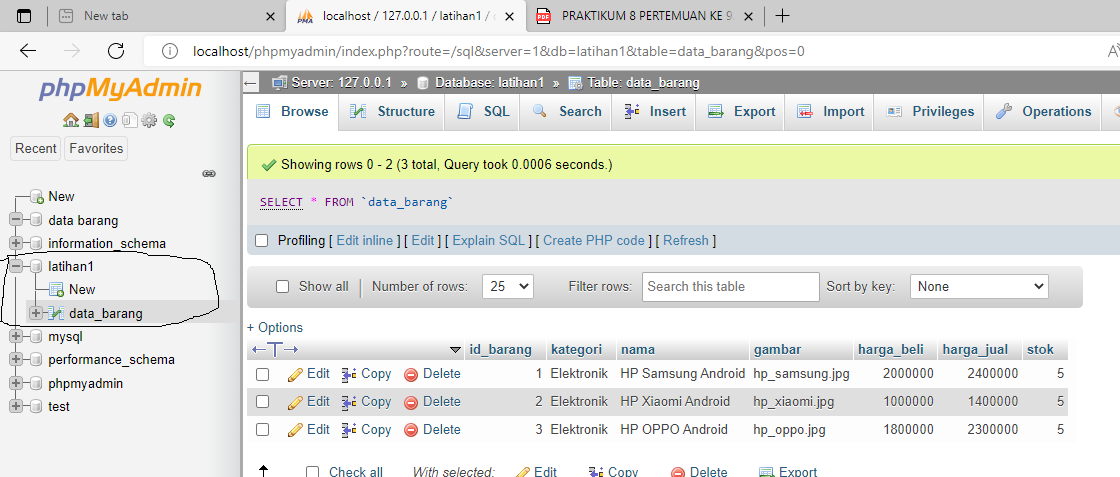 New tab
localhost / 127.0.0.1 / latihan1 /
PRAKTIKUM 8 PERTEMUAN KE 9
localhost/phpmyadmin/index.php?route=/sql&server=1&db=latihan1&table=data_barang&pos=0
phpMyAdmin
Recent Favorites
New
data barang
information_schema
latihan1
New
data_barang
mysql
performance_schema
phpmyadmin
test
Server: 127.0.0.1 » Database: latihan1 » Table: data_barang
Browse Structure SQL Search Insert Export Import Privileges Operations
Showing rows 0 - 2 (3 total, Query took 0.0006 seconds.)
SELECT * FROM `data_barang`
Profiling [ Edit inline ] [ Edit ] [ Explain SQL ] [ Create PHP code ] [ Refresh ]
Show all Number of rows: 25 Filter rows: Search this table Sort by key: None
+ Options
id_barang kategori nama gambar harga_beli harga_jual stok
Edit Copy Delete 1 Elektronik HP Samsung Android hp_samsung.jpg 2000000 2400000 5
Edit Copy Delete 2 Elektronik HP Xiaomi Android hp_xiaomi.jpg 1000000 1400000 5
Edit Copy Delete 3 Elektronik HP OPPO Android hp_oppo.jpg 1800000 2300000 5
Check all With selected: Edit Copy Delete Export